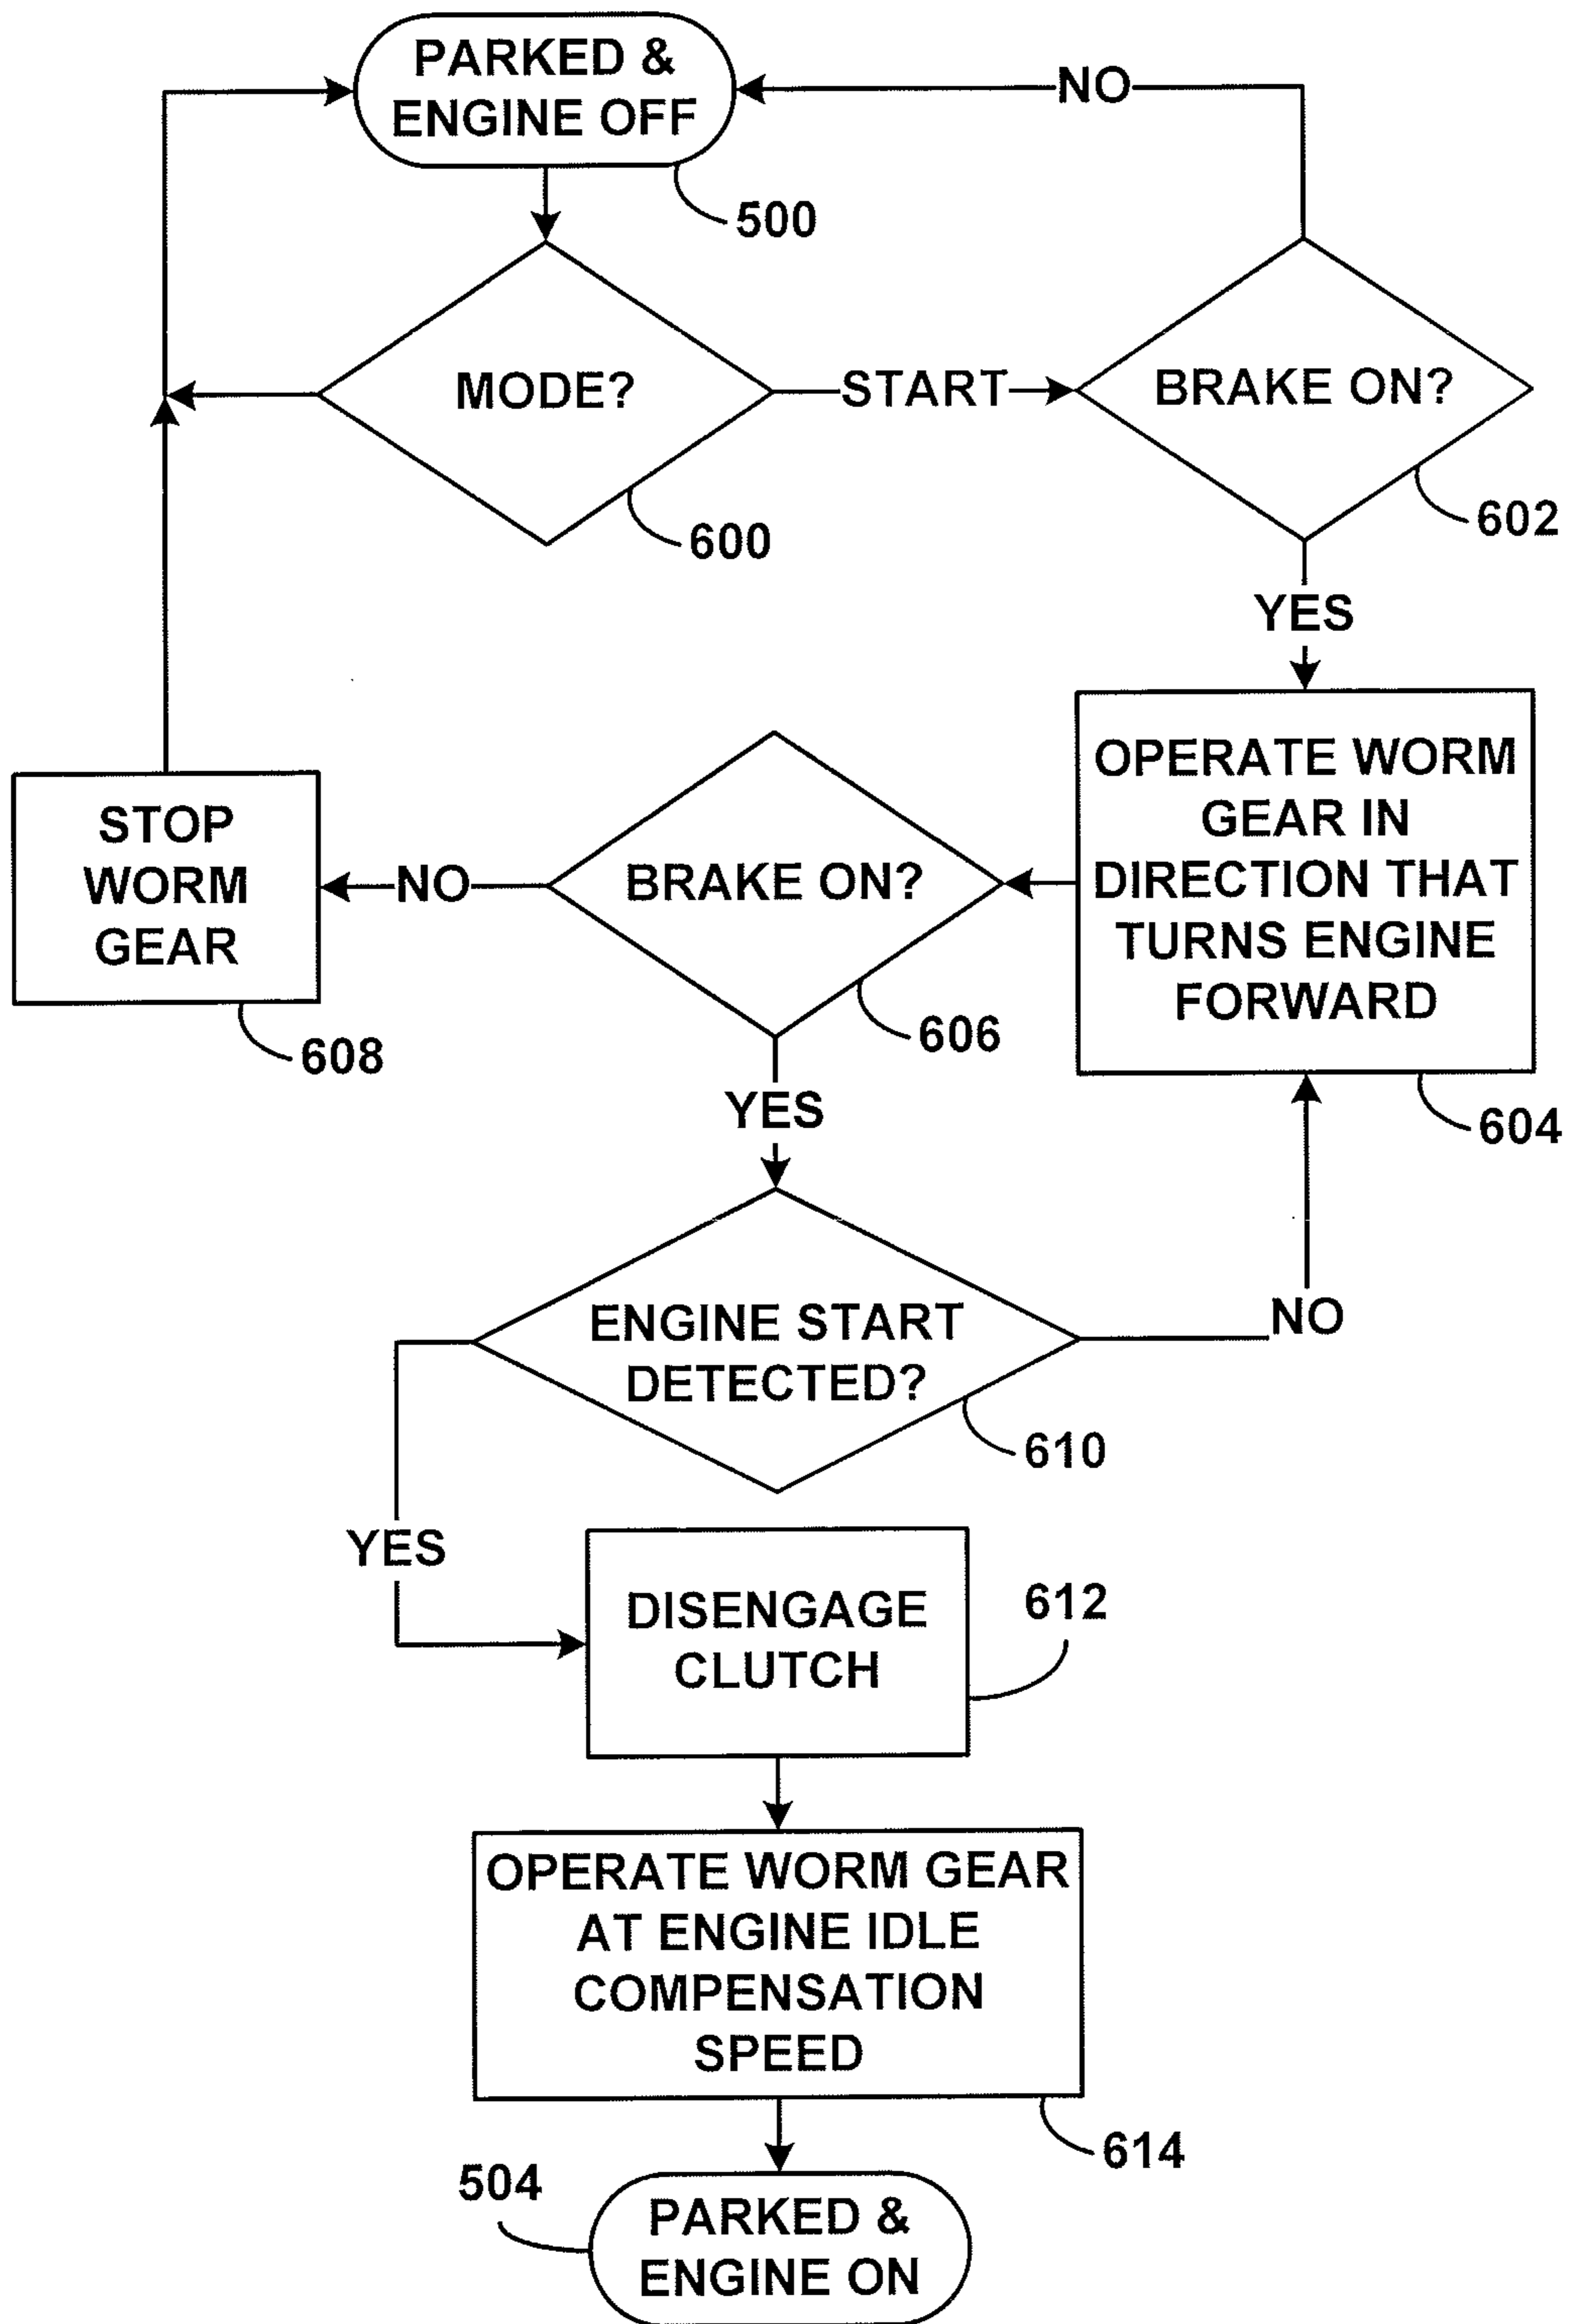 PARKED &
ENGINE OFF
NO
500
MODE?
START
BRAKE ON?
600
602
YES
OPERATE WORM
GEAR IN
DIRECTION THAT
TURNS ENGINE
FORWARD
604
BRAKE ON?
606
NO
STOP
WORM
GEAR
608
YES
ENGINE START
DETECTED?
610
NO
YES
DISENGAGE
CLUTCH
612
OPERATE WORM GEAR
AT ENGINE IDLE
COMPENSATION
SPEED
614
504
PARKED &
ENGINE ON